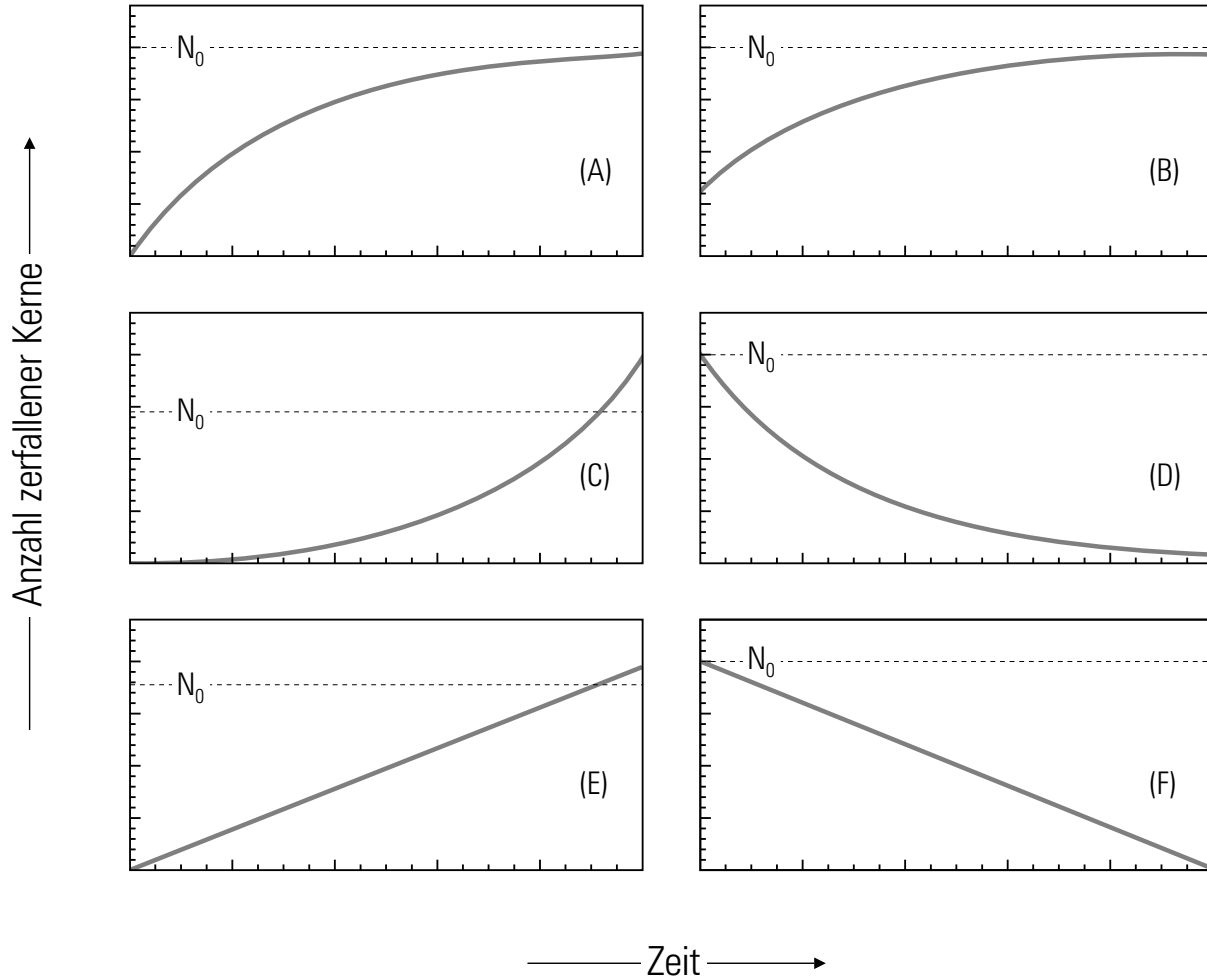 N₀
(A)
N₀
(B)
N₀
(C)
N₀
(D)
N₀
(E)
N₀
(F)
Anzahl zerfallener Kerne
Zeit